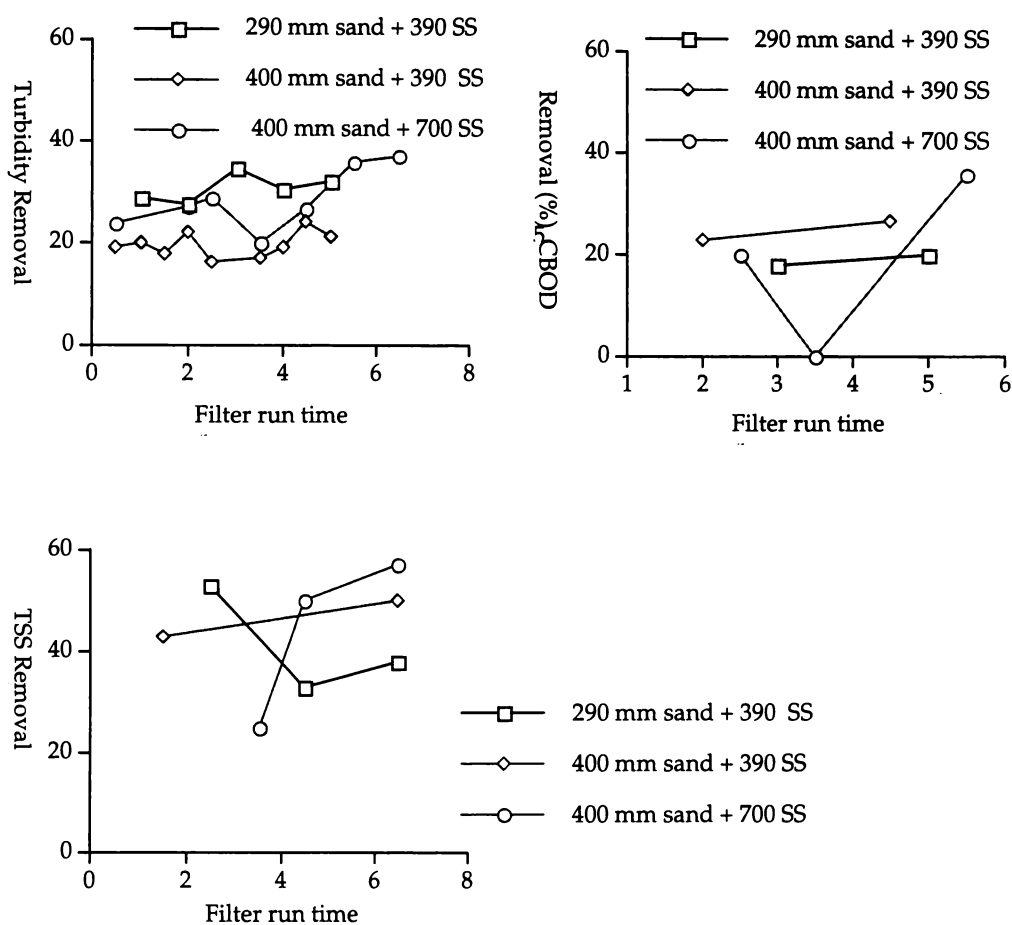 290 mm sand + 390 SS
400 mm sand + 390 SS
400 mm sand + 700 SS
Turbidity Removal
60
40
20
0
0 2 4 6 8
Filter run time
290 mm sand + 390 SS
400 mm sand + 390 SS
400 mm sand + 700 SS
Removal (%), CBOD
60
40
20
0
1 2 3 4 5 6
Filter run time
TSS Removal
60
40
20
0
0 2 4 6 8
Filter run time
290 mm sand + 390 SS
400 mm sand + 390 SS
400 mm sand + 700 SS